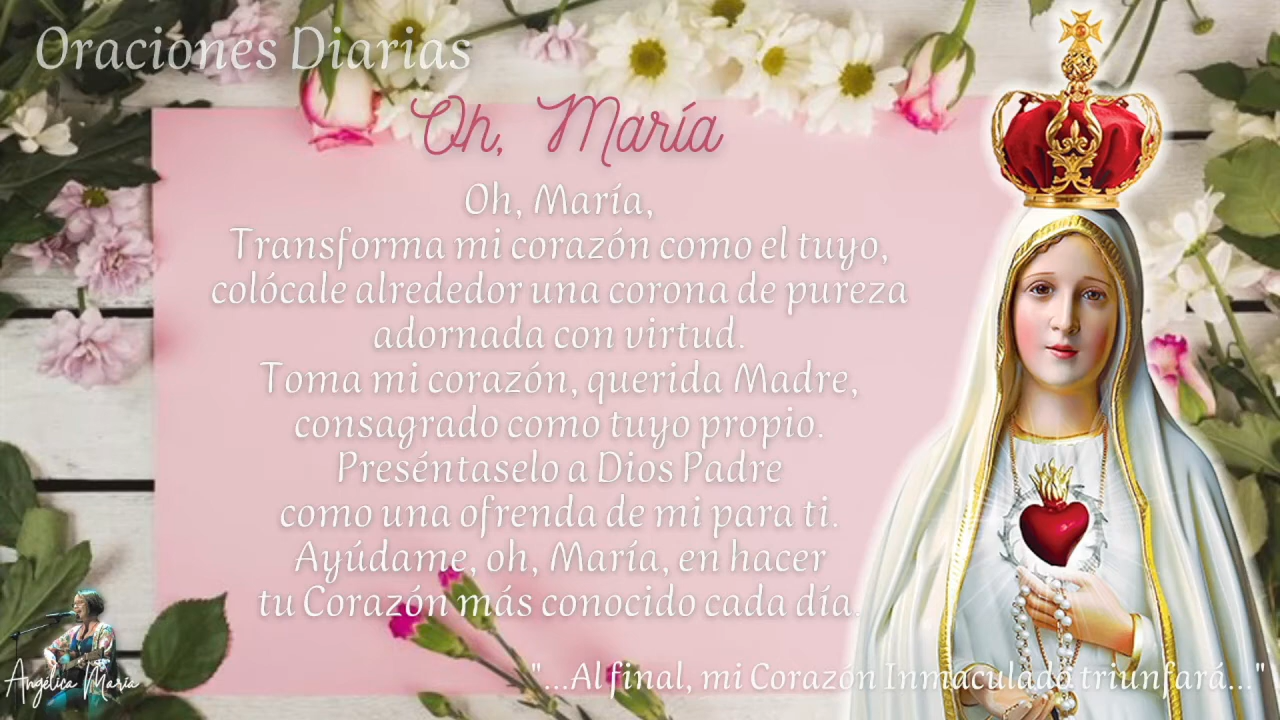 Oraciones Diarias
Oh, María
Oh, María,
Transforma mi corazón como el tuyo,
colócale alrededor una corona de pureza
adornada con virtud.
Toma mi corazón, querida Madre,
consagrado como tuyo propio.
Preséntaselo a Dios Padre
como una ofrenda de mi para ti.
Ayúdame, oh, María, en hacer
tu Corazón más conocido cada día.
"...Al final, mi Corazón Inmaculado triunfará..."
Angélica María